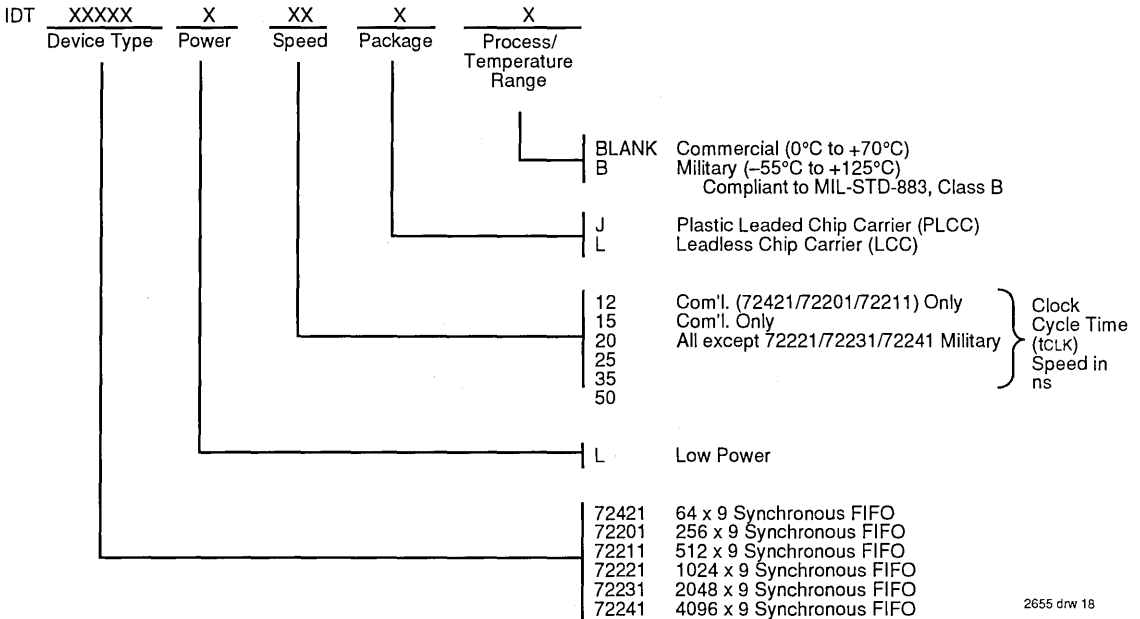 IDT XXXXX X XX X X
Device Type Power Speed Package Process/
Temperature
Range
BLANK Commercial (0°C to +70°C)
B Military (–55°C to +125°C)
Compliant to MIL-STD-883, Class B
J Plastic Leaded Chip Carrier (PLCC)
L Leadless Chip Carrier (LCC)
12 Com'l. (72421/72201/72211) Only
15 Com'l. Only
20 All except 72221/72231/72241 Military
25
35
50
Clock
Cycle Time
(tCLK)
Speed in
ns
L Low Power
72421 64 x 9 Synchronous FIFO
72201 256 x 9 Synchronous FIFO
72211 512 x 9 Synchronous FIFO
72221 1024 x 9 Synchronous FIFO
72231 2048 x 9 Synchronous FIFO
72241 4096 x 9 Synchronous FIFO
2655 drw 18